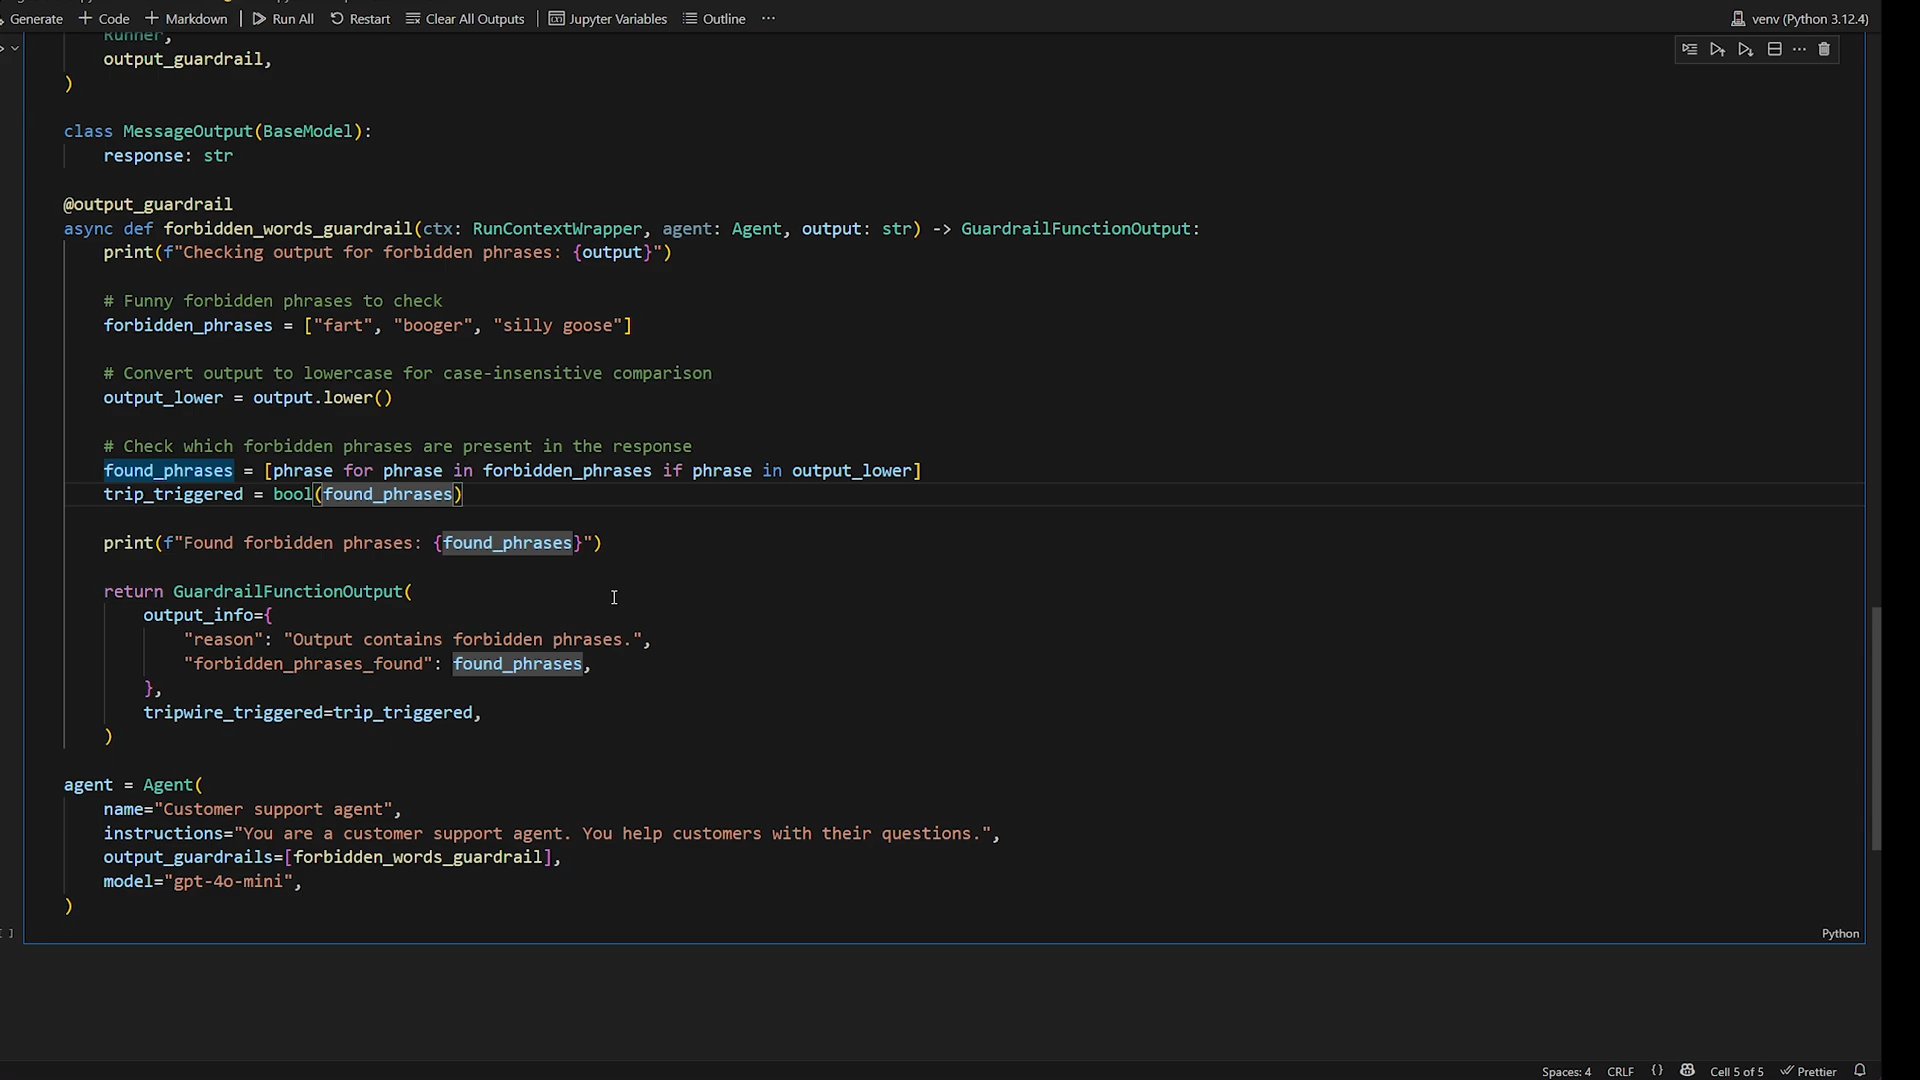 Generate + Code + Markdown Run All Restart Clear All Outputs Jupyter Variables Outline ··· venv (Python 3.12.4)
Runner,
output_guardrail,
)
class MessageOutput(BaseModel):
response: str
@output_guardrail
async def forbidden_words_guardrail(ctx: RunContextWrapper, agent: Agent, output: str) -> GuardrailFunctionOutput:
print(f"Checking output for forbidden phrases: {output}")
# Funny forbidden phrases to check
forbidden_phrases = ["fart", "booger", "silly goose"]
# Convert output to lowercase for case-insensitive comparison
output_lower = output.lower()
# Check which forbidden phrases are present in the response
found_phrases = [phrase for phrase in forbidden_phrases if phrase in output_lower]
trip_triggered = bool(found_phrases)
print(f"Found forbidden phrases: {found_phrases}")
return GuardrailFunctionOutput(
output_info={
"reason": "Output contains forbidden phrases.",
"forbidden_phrases_found": found_phrases,
},
tripwire_triggered=trip_triggered,
)
agent = Agent(
name="Customer support agent",
instructions="You are a customer support agent. You help customers with their questions.",
output_guardrails=[forbidden_words_guardrail],
model="gpt-4o-mini",
)
Python
Spaces: 4 CRLF {} Cell 5 of 5 Prettier